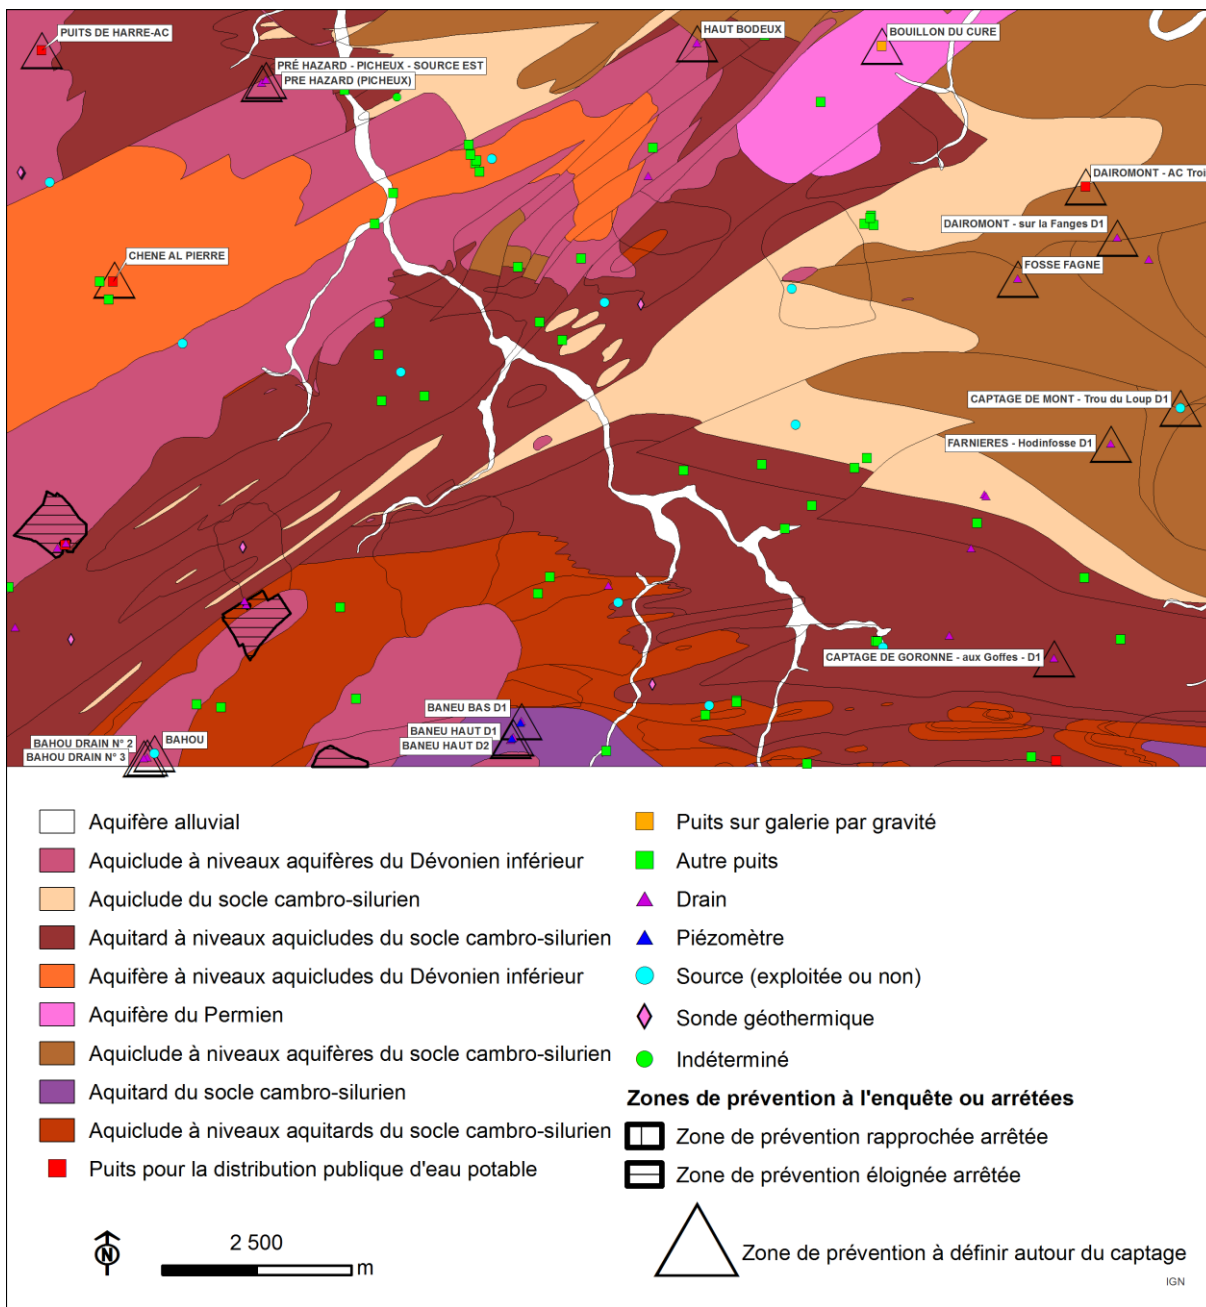 PUITS DE HARRE-AC
HAUT BODEUX
BOUILLON DU CURE
PRÉ HAZARD - PICHEUX - SOURCE EST
PRE HAZARD (PICHEUX)
DAIROMONT - AC Troi
DAIROMONT - sur la Fanges D1
CHENE AL PIERRE
FOSSE FAGNE
CAPTAGE DE MONT - Trou du Loup D1
FARNIERES - Hodinfosse D1
CAPTAGE DE GORONNE - aux Goffes - D1
BANEU BAS D1
BANEU HAUT D1
BANEU HAUT D2
BAHOU DRAIN N° 2
BAHOU
BAHOU DRAIN N° 3
Aquifère alluvial
Aquiclude à niveaux aquifères du Dévonien inférieur
Aquiclude du socle cambro-silurien
Aquitard à niveaux aquicludes du socle cambro-silurien
Aquifère à niveaux aquicludes du Dévonien inférieur
Aquifère du Permien
Aquiclude à niveaux aquifères du socle cambro-silurien
Aquitard du socle cambro-silurien
Aquiclude à niveaux aquitards du socle cambro-silurien
Puits pour la distribution publique d'eau potable
Puits sur galerie par gravité
Autre puits
Drain
Piézomètre
Source (exploitée ou non)
Sonde géothermique
Indéterminé
Zones de prévention à l'enquête ou arrétées
Zone de prévention rapprochée arrêtée
Zone de prévention éloignée arrêtée
Zone de prévention à définir autour du captage
N
2 500
m
IGN